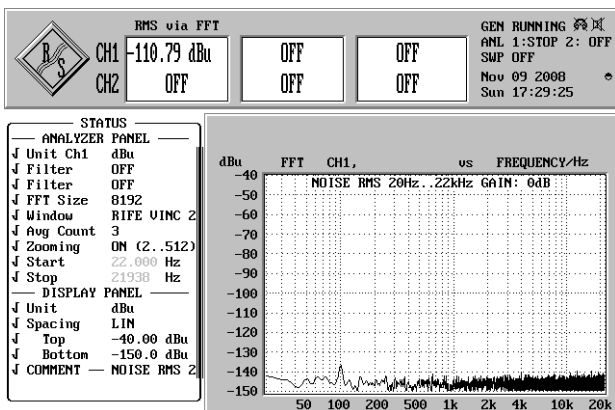 RMS via FFT
R
S
CH1 -110.79 dBu OFF OFF
CH2 OFF OFF OFF
GEN RUNNING
ANL 1:STOP 2: OFF
SWP OFF
Nov 09 2008
Sun 17:29:25
STATUS
ANALYZER PANEL
Unit Ch1 dBu
Filter OFF
Filter OFF
FFT Size 8192
Window RIFE VINC 2
Avg Count 3
Zooming ON (2..512)
Start 22.000 Hz
Stop 21938 Hz
DISPLAY PANEL
Unit dBu
Spacing LIN
Top -40.00 dBu
Bottom -150.0 dBu
COMMENT — NOISE RMS 2
dBu FFT CH1, vs FREQUENCY/Hz
NOISE RMS 20Hz..22kHz GAIN: 0dB
-40
-50
-60
-70
-80
-90
-100
-110
-120
-130
-140
-150
50 100 200 500 1k 2k 4k 10k 20k